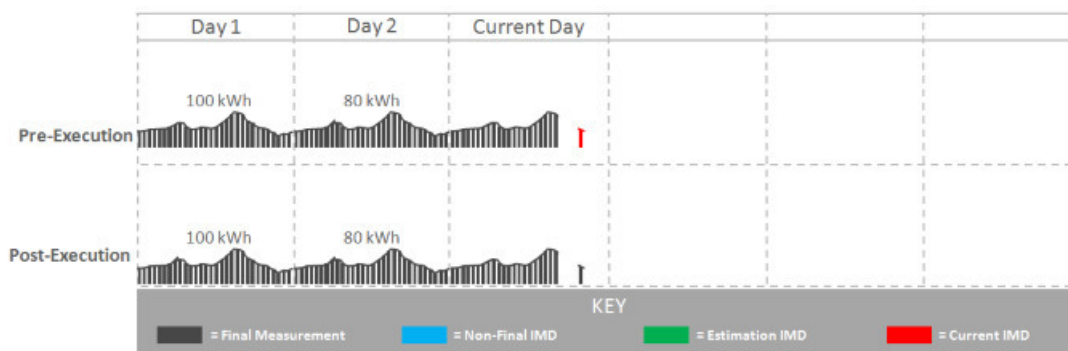 Day 1 Day 2 Current Day
100 kWh 80 kWh
Pre-Execution
100 kWh 80 kWh
Post-Execution
KEY
= Final Measurement = Non-Final IMD = Estimation IMD = Current IMD